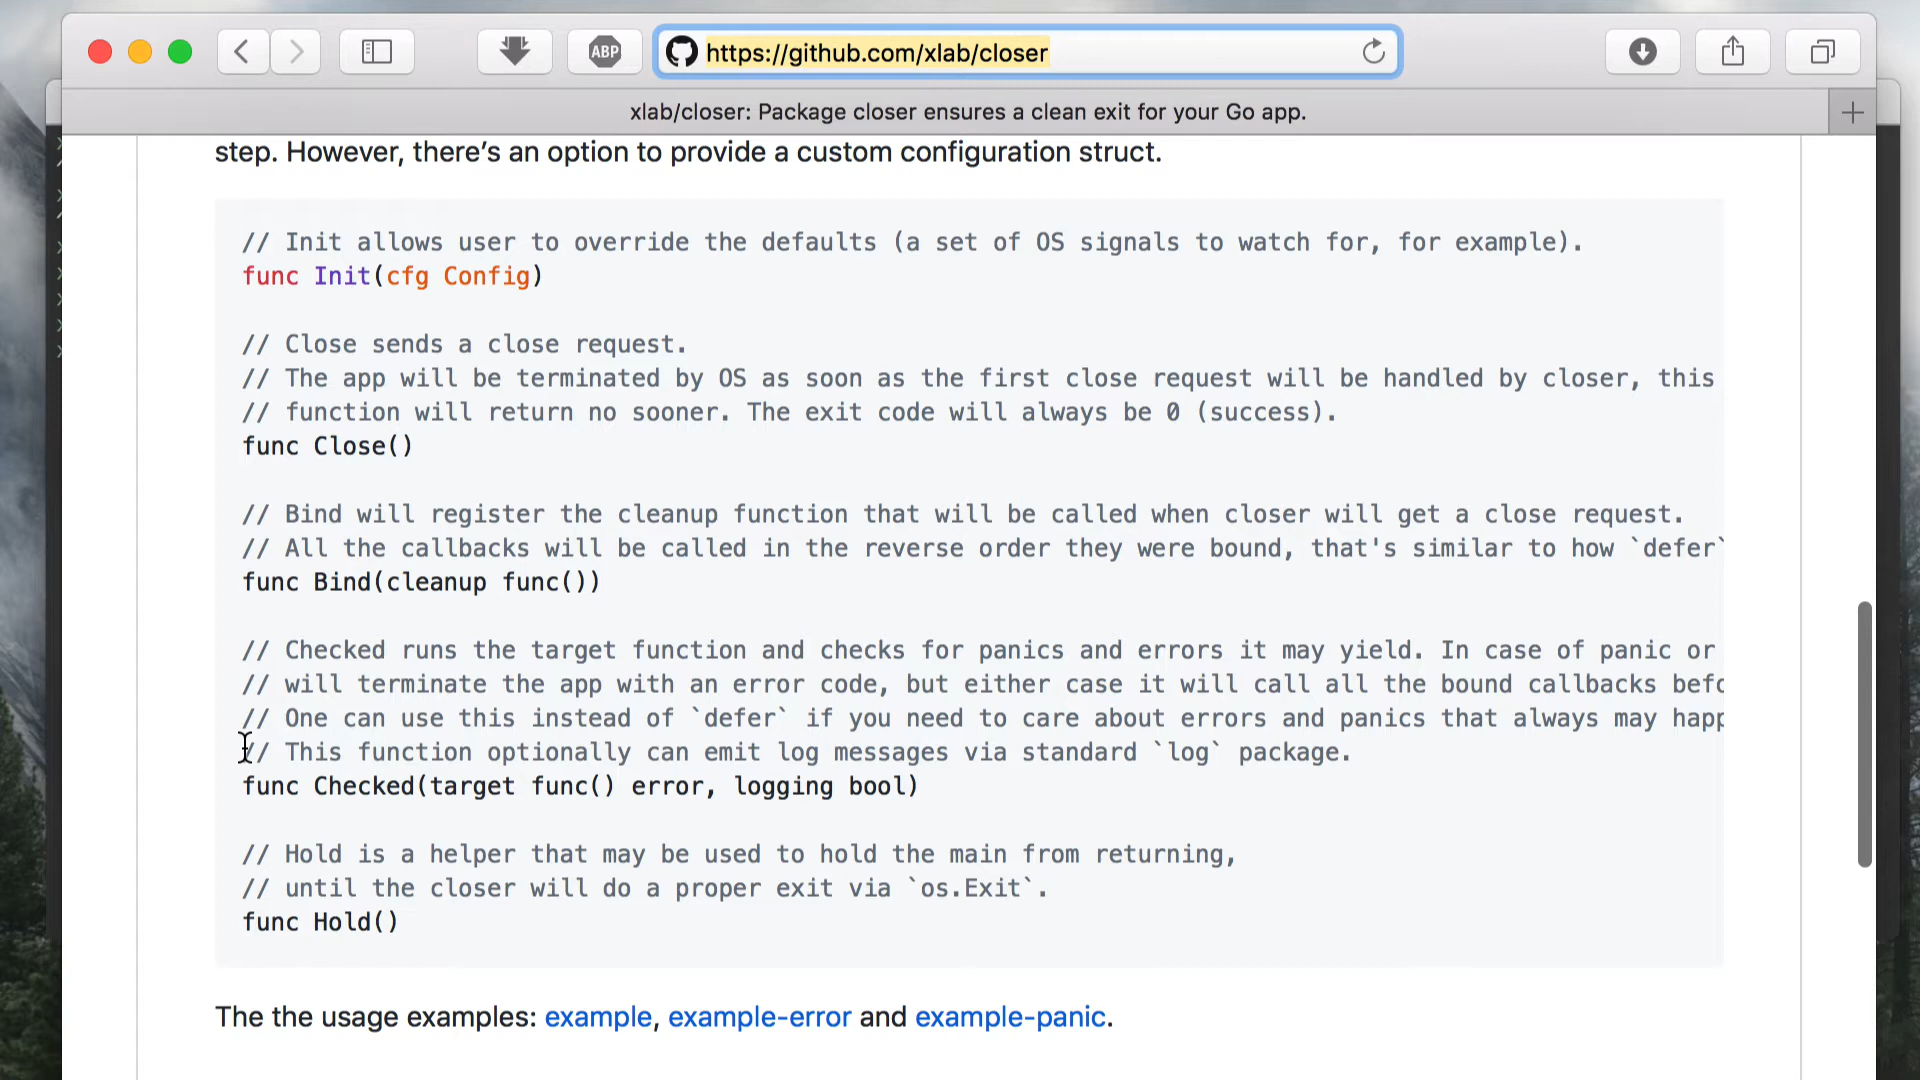 ABP
https://github.com/xlab/closer
xlab/closer: Package closer ensures a clean exit for your Go app.
step. However, there’s an option to provide a custom configuration struct.
// Init allows user to override the defaults (a set of OS signals to watch for, for example).
func Init(cfg Config)
// Close sends a close request.
// The app will be terminated by OS as soon as the first close request will be handled by closer, this
// function will return no sooner. The exit code will always be 0 (success).
func Close()
// Bind will register the cleanup function that will be called when closer will get a close request.
// All the callbacks will be called in the reverse order they were bound, that's similar to how `defer`
func Bind(cleanup func())
// Checked runs the target function and checks for panics and errors it may yield. In case of panic or
// will terminate the app with an error code, but either case it will call all the bound callbacks
// One can use this instead of `defer` if you need to care about errors and panics that always may
// This function optionally can emit log messages via standard `log` package.
func Checked(target func() error, logging bool)
// Hold is a helper that may be used to hold the main from returning,
// until the closer will do a proper exit via `os.Exit`.
func Hold()
The the usage examples: example, example-error and example-panic.